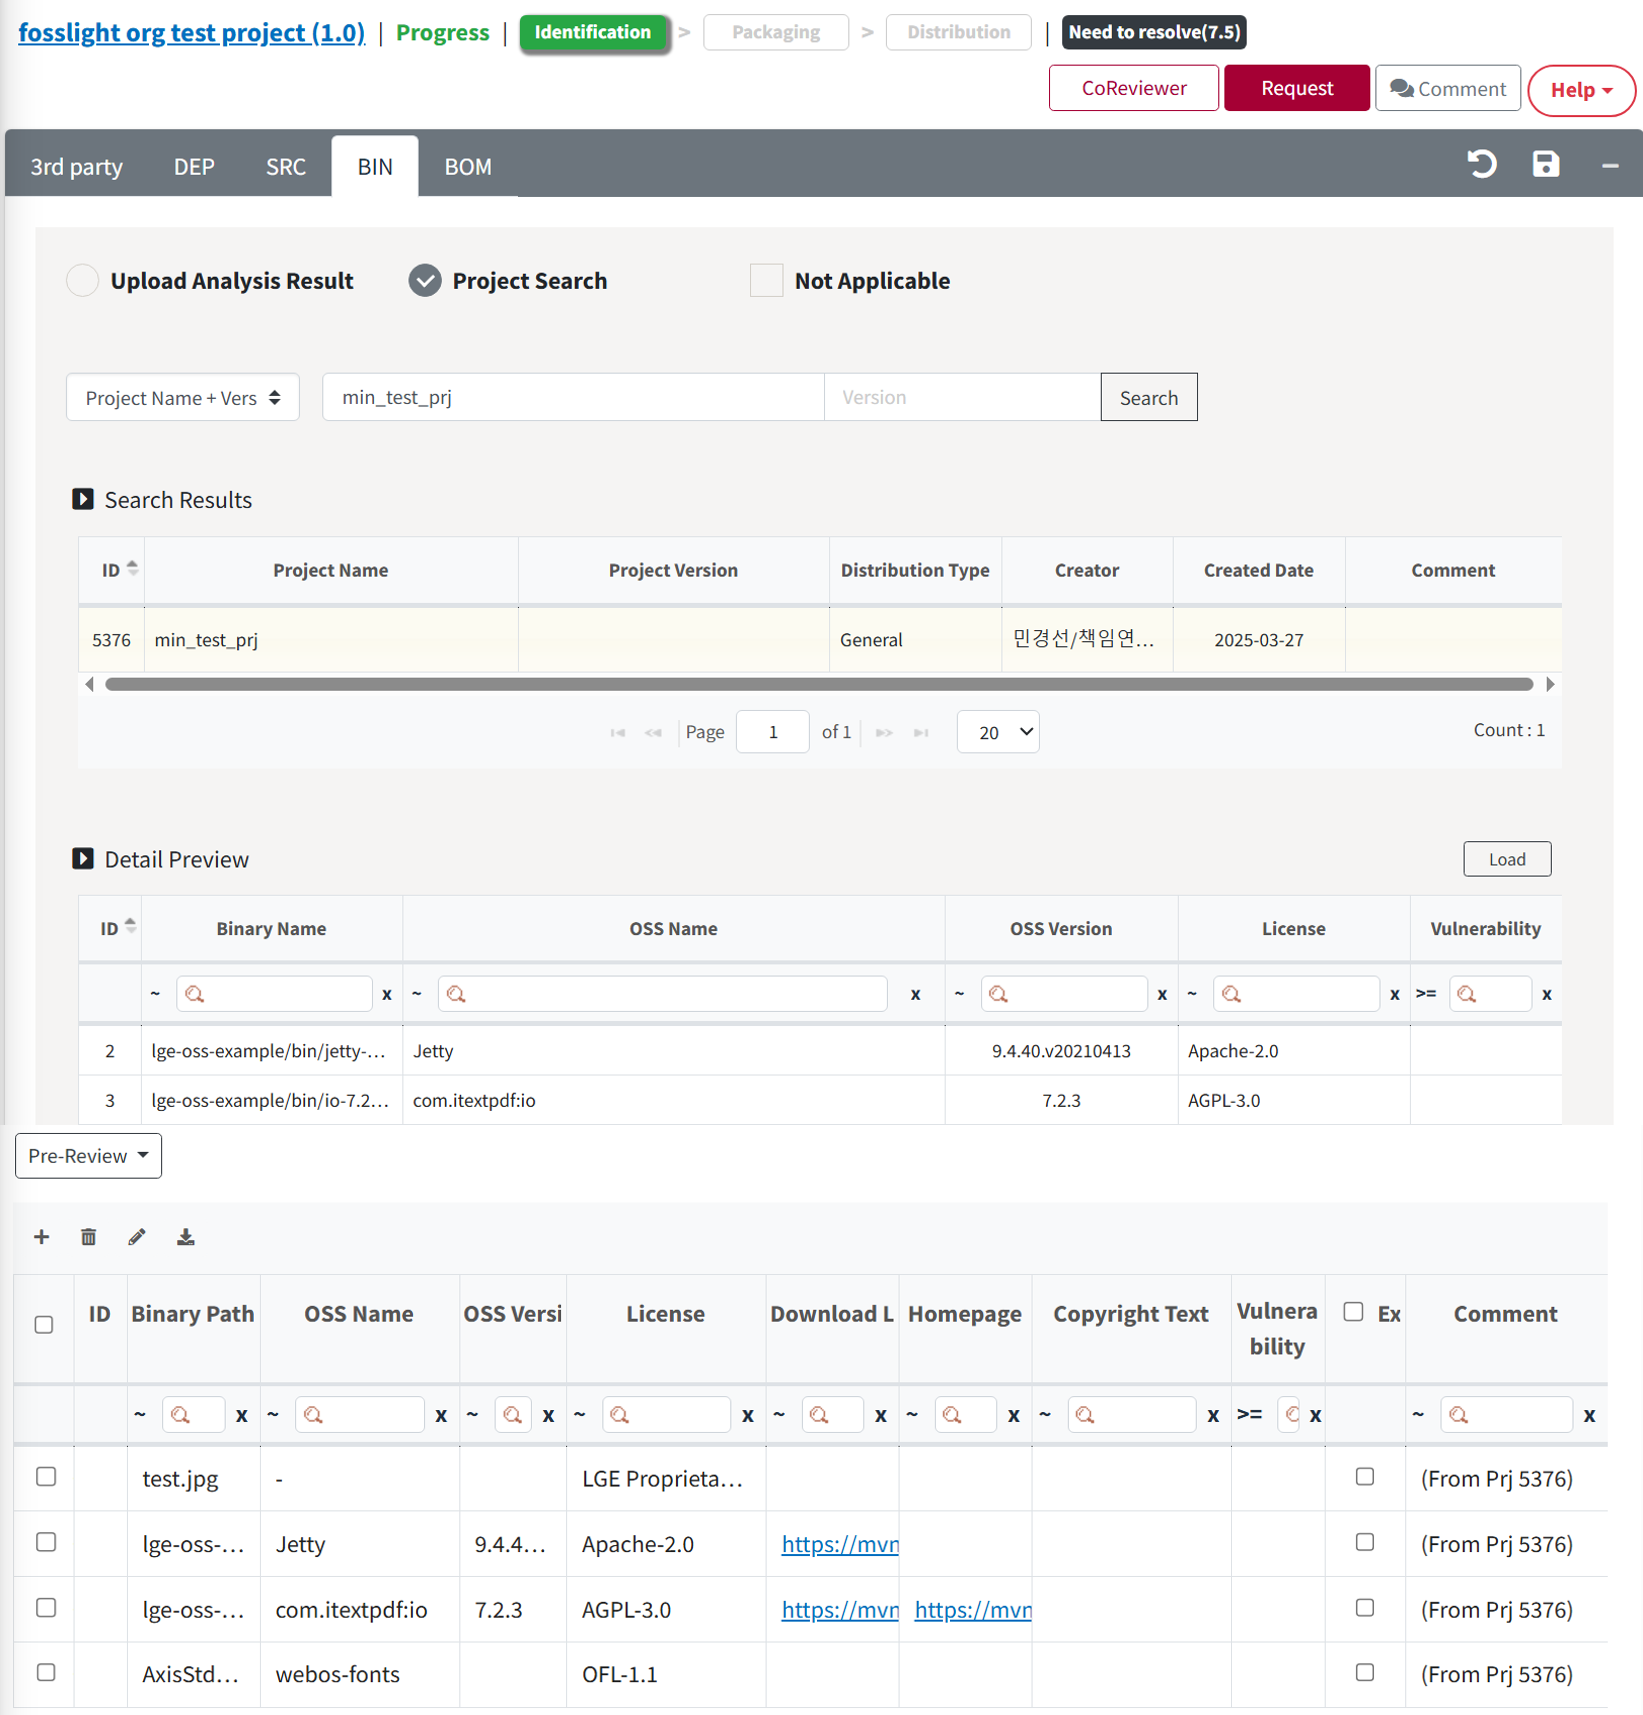 fosslight org test project (1.0) | Progress | Identification > Packaging > Distribution | Need to resolve(7.5)
CoReviewer Request Comment Help
3rd party DEP SRC BIN BOM
Upload Analysis Result Project Search Not Applicable
Project Name + Vers min_test_prj Version Search
Search Results
ID Project Name Project Version Distribution Type Creator Created Date Comment
5376 min_test_prj General 민경선/책임연... 2025-03-27
Page 1 of 1 20 Count : 1
Detail Preview Load
ID Binary Name OSS Name OSS Version License Vulnerability
~ x ~ x ~ x ~ x >= x
2 lge-oss-example/bin/jetty-... Jetty 9.4.40.v20210413 Apache-2.0
3 lge-oss-example/bin/io-7.2... com.itextpdf:io 7.2.3 AGPL-3.0
Pre-Review
ID Binary Path OSS Name OSS Versi License Download L Homepage Copyright Text Vulnera Ex Comment
bility
~ x ~ x ~ x ~ x ~ x ~ x ~ x >= x ~ x
test.jpg - LGE Proprieta... (From Prj 5376)
lge-oss-... Jetty 9.4.4... Apache-2.0 https://mvn (From Prj 5376)
lge-oss-... com.itextpdf:io 7.2.3 AGPL-3.0 https://mvn https://mvn (From Prj 5376)
AxisStd... webos-fonts OFL-1.1 (From Prj 5376)